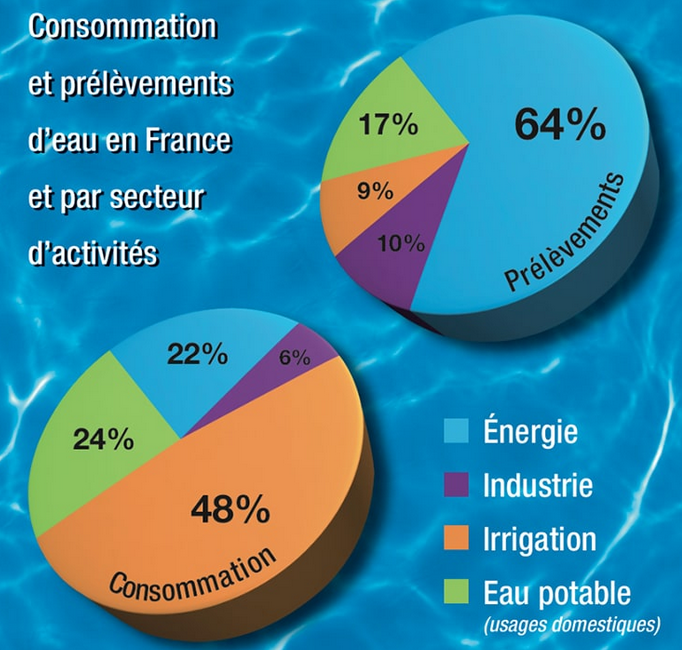 Consommation
et prélèvements
d'eau en France
et par secteur
d'activités
64%
17%
9%
10%
Prélèvements
22%
6%
24%
48%
Consommation
Énergie
Industrie
Irrigation
Eau potable
(usages domestiques)